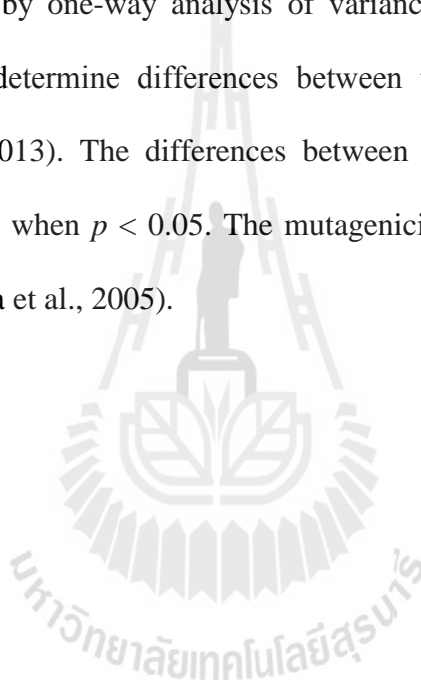 by one-way analysis of variance
determine differences between
013). The differences between
when p < 0.05. The mutagenici
a et al., 2005).
มหาวิทยาลัยเทคโนโลยีสุรนารี